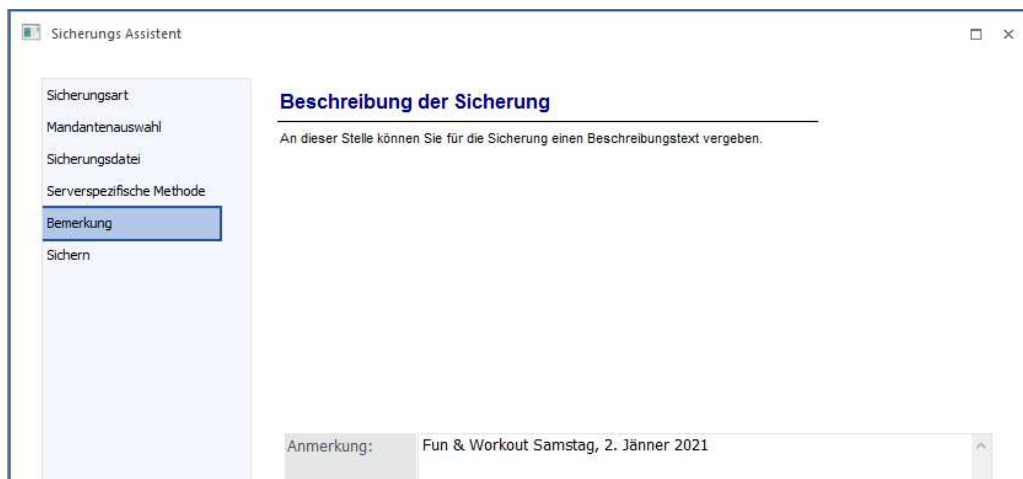 Sicherungs Assistent
Sicherungsart
Mandantenauswahl
Sicherungsdatei
Serverspezifische Methode
Bemerkung
Sichern
Beschreibung der Sicherung
An dieser Stelle können Sie für die Sicherung einen Beschreibungstext vergeben.
Anmerkung: Fun & Workout Samstag, 2. Jänner 2021